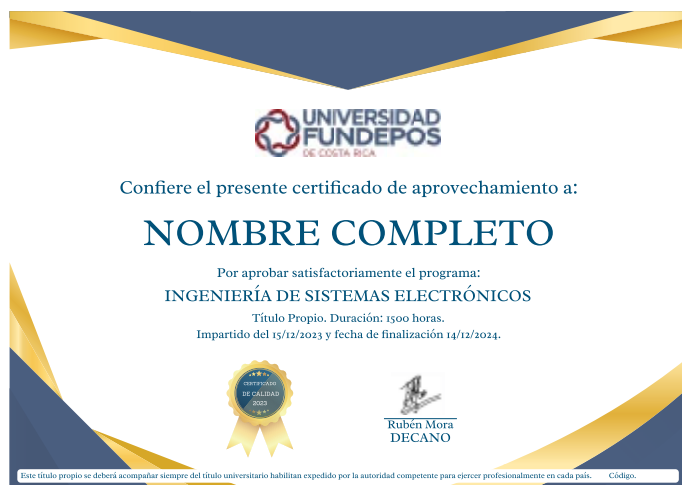 UNIVERSIDAD
FUNDEPOS
DE COSTA RICA
Confiere el presente certificado de aprovechamiento a:
NOMBRE COMPLETO
Por aprobar satisfactoriamente el programa:
INGENIERÍA DE SISTEMAS ELECTRÓNICOS
Título Propio. Duración: 1500 horas.
Impartido del 15/12/2023 y fecha de finalización 14/12/2024.
CERTIFICADO
DE CALIDAD
2023
Rubén Mora
DECANO
Este título propio se deberá acompañar siempre del título universitario habilitan expedido por la autoridad competente para ejercer profesionalmente en cada país. Código.